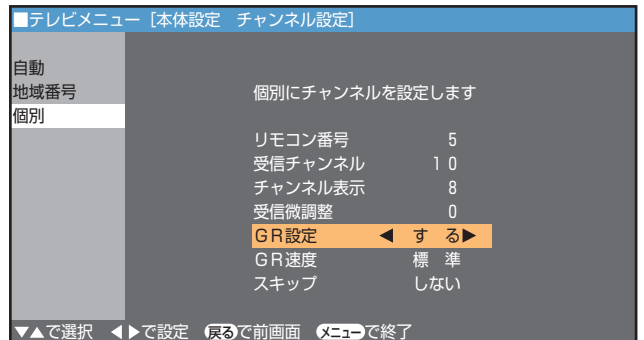 ■テレビメニュー [本体設定　チャンネル設定]
自動
地域番号
個別
個別にチャンネルを設定します
リモコン番号　5
受信チャンネル　１０
チャンネル表示　8
受信微調整　0
ＧＲ設定　◀　す　る▶
ＧＲ速度　標　準
スキップ　しない
▼▲で選択　◀▶で設定　戻るで前画面　メニューで終了